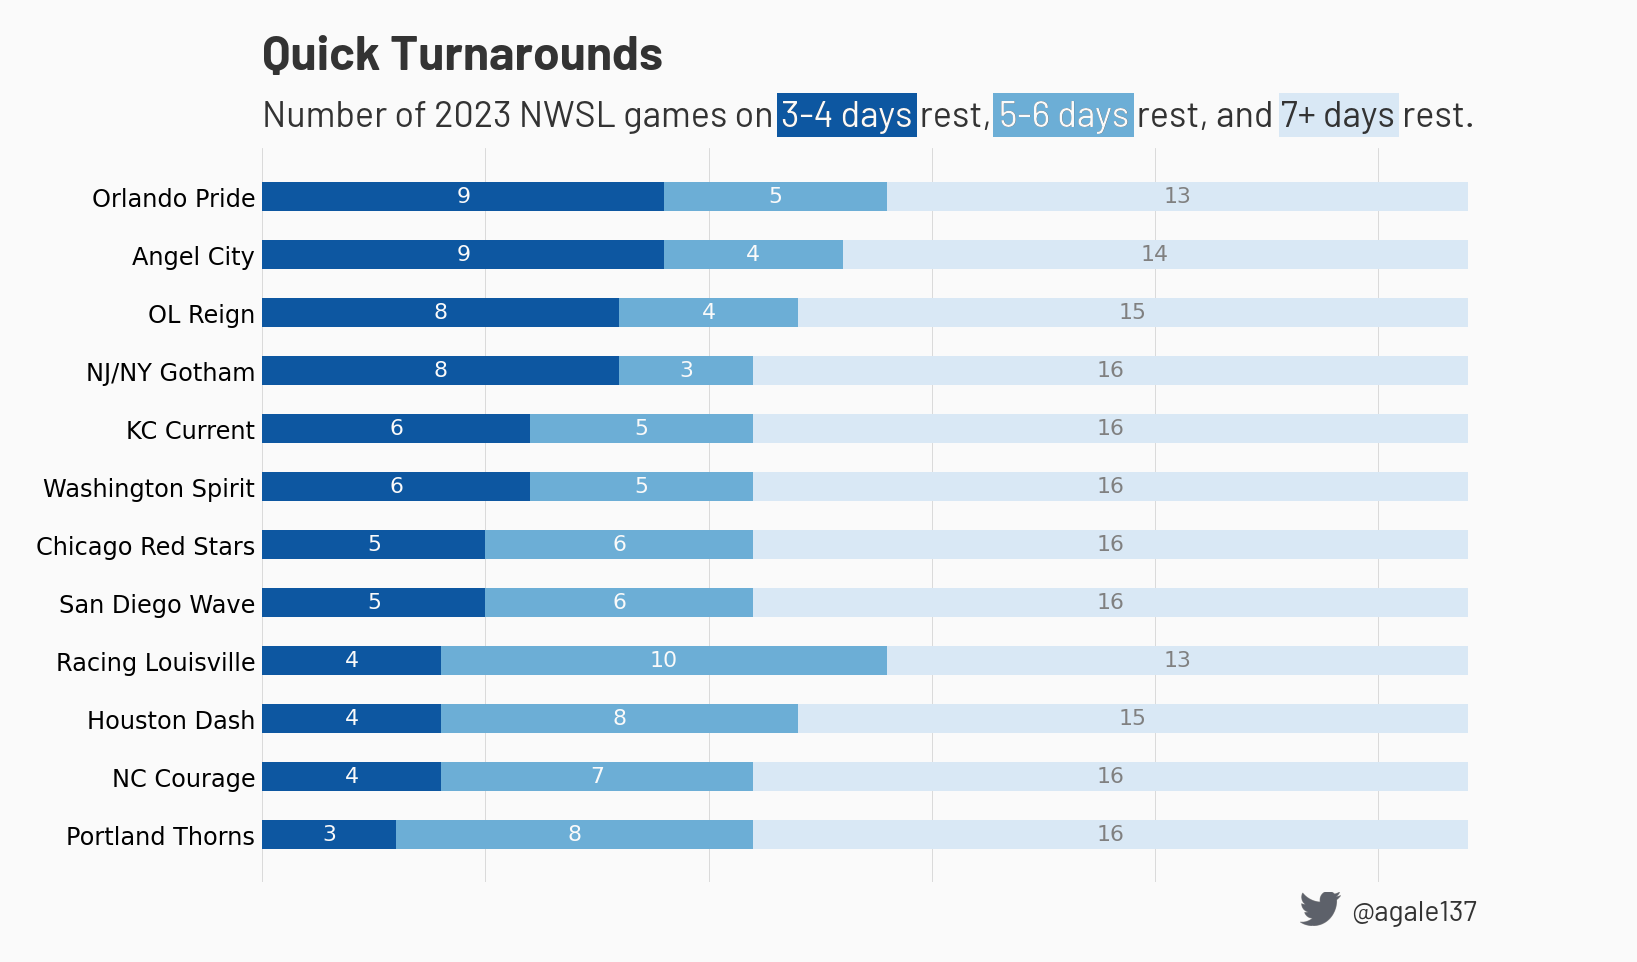 Quick Turnarounds
Number of 2023 NWSL games on 3-4 days rest, 5-6 days rest, and 7+ days rest.
Orlando Pride 9 5 13
Angel City 9 4 14
OL Reign 8 4 15
NJ/NY Gotham 8 3 16
KC Current 6 5 16
Washington Spirit 6 5 16
Chicago Red Stars 5 6 16
San Diego Wave 5 6 16
Racing Louisville 4 10 13
Houston Dash 4 8 15
NC Courage 4 7 16
Portland Thorns 3 8 16
@agale137